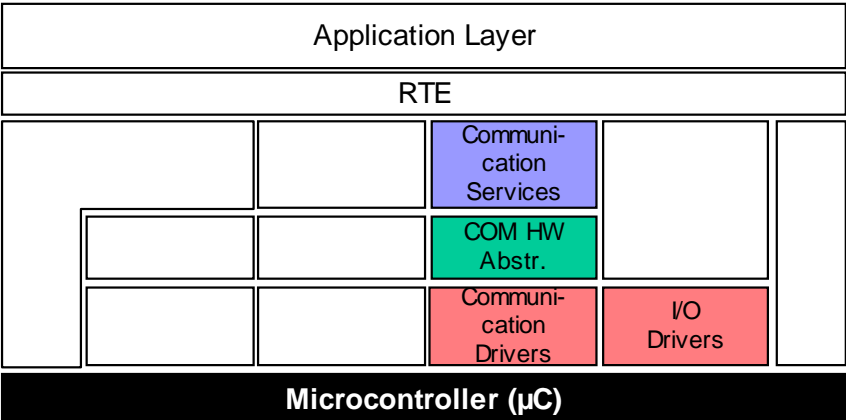 Application Layer
RTE
Communi-
cation
Services
COM HW
Abstr.
Communi-
cation
Drivers
I/O
Drivers
Microcontroller (µC)